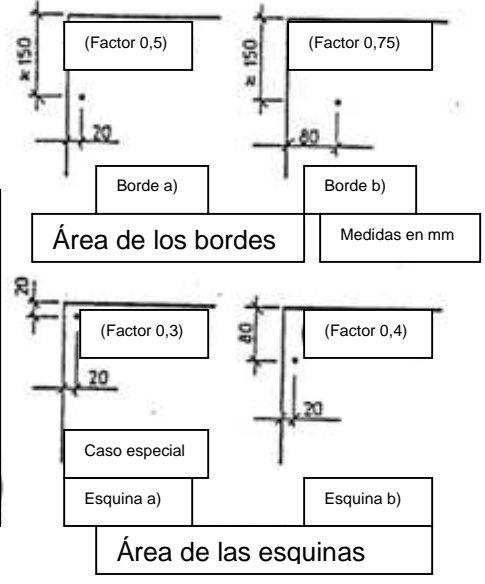 (Factor 0,5)
(Factor 0,75)
≥ 150
≥ 150
20
80
Borde a)
Borde b)
Área de los bordes
Medidas en mm
20
(Factor 0,3)
80
(Factor 0,4)
20
20
Caso especial
Esquina a)
Esquina b)
Área de las esquinas